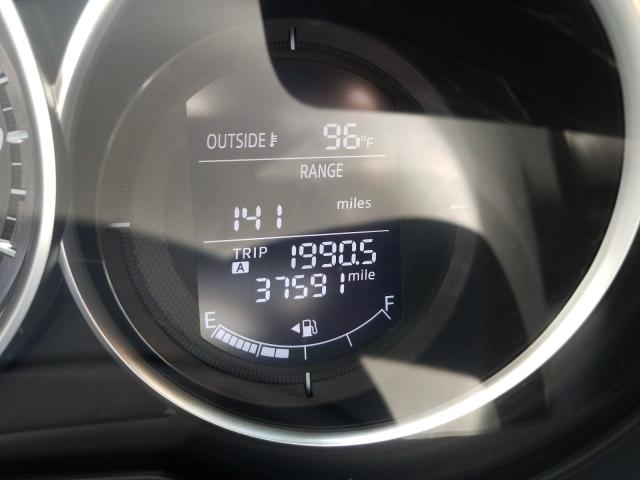 OUTSIDE 96°F
RANGE
141 miles
TRIP A 1990.5
37591 mile
E F